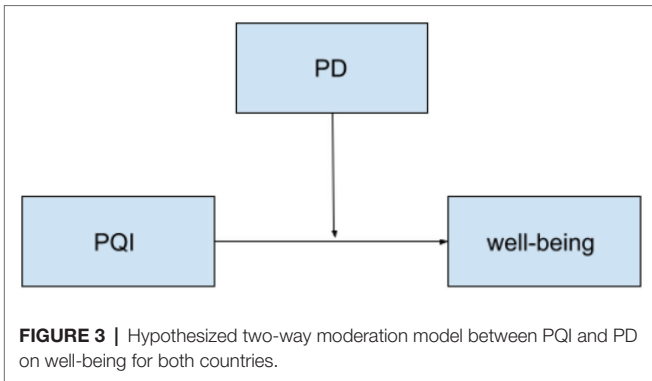 PD
PQI
well-being
FIGURE 3 | Hypothesized two-way moderation model between PQI and PD
on well-being for both countries.